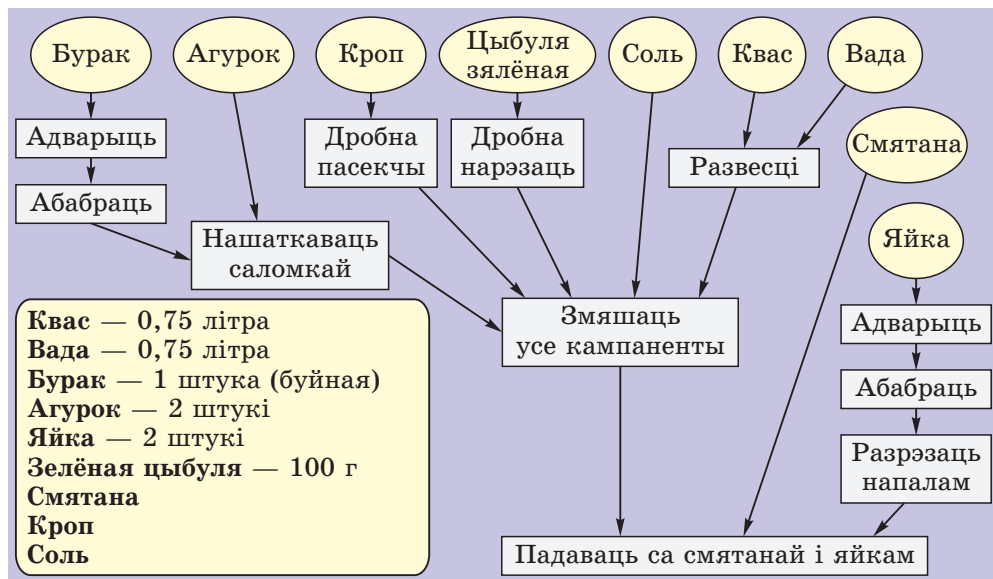 Бурак
Агурок
Кроп
Цыбуля
зялёная
Соль
Квас
Вада
Смятана
Яйка
Адварыць
Абабраць
Дробна
пасекчы
Дробна
нарэзаць
Развесці
Нашаткаваць
саломкай
Змяшаць
усе кампаненты
Адварыць
Абабраць
Разрэзаць
напалам
Падаваць са смятанай і яйкам
Квас — 0,75 літра
Вада — 0,75 літра
Бурак — 1 штука (буйная)
Агурок — 2 штукі
Яйка — 2 штукі
Зелёная цыбуля — 100 г
Смятана
Кроп
Соль